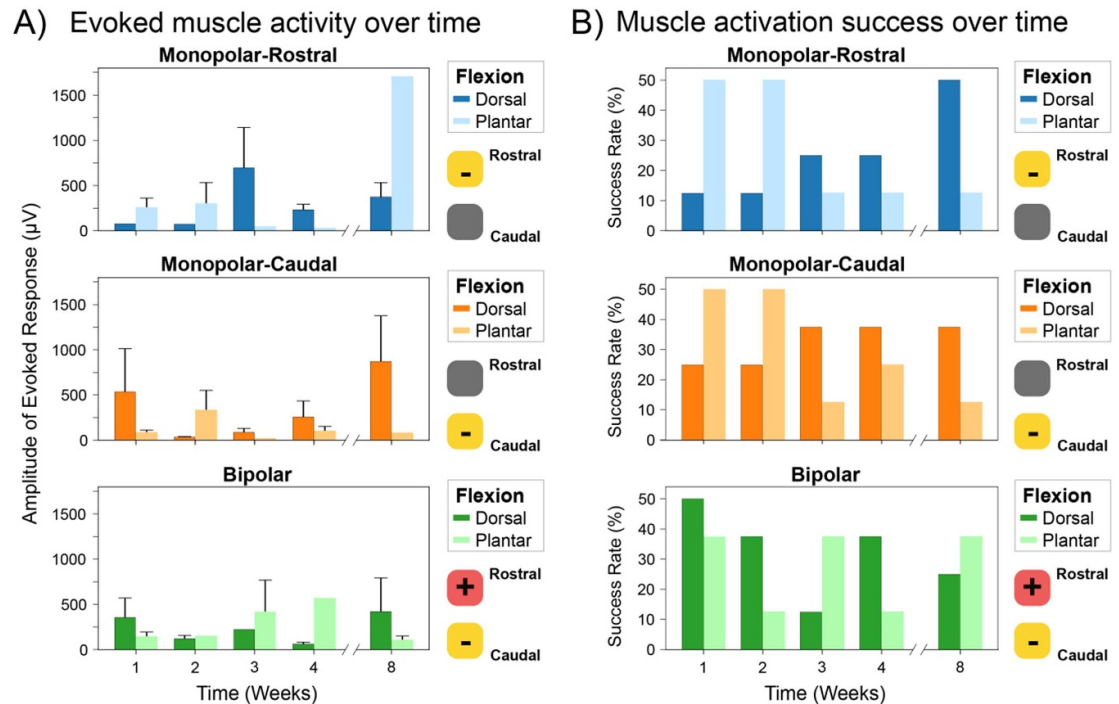 A) Evoked muscle activity over time
Monopolar-Rostral
1500
1000
500
0
Flexion
Dorsal
Plantar
-
Rostral
Caudal
Monopolar-Caudal
1500
1000
500
0
Flexion
Dorsal
Plantar
Rostral
-
Caudal
Bipolar
1500
1000
500
0
1 2 3 4 8
Flexion
Dorsal
Plantar
+
Rostral
-
Caudal
Amplitude of Evoked Response (µV)
Time (Weeks)
B) Muscle activation success over time
Monopolar-Rostral
Success Rate (%)
50
40
30
20
10
0
Flexion
Dorsal
Plantar
-
Rostral
Caudal
Monopolar-Caudal
Success Rate (%)
50
40
30
20
10
0
Flexion
Dorsal
Plantar
Rostral
-
Caudal
Bipolar
Success Rate (%)
50
40
30
20
10
0
1 2 3 4 8
Flexion
Dorsal
Plantar
+
Rostral
-
Caudal
Time (Weeks)